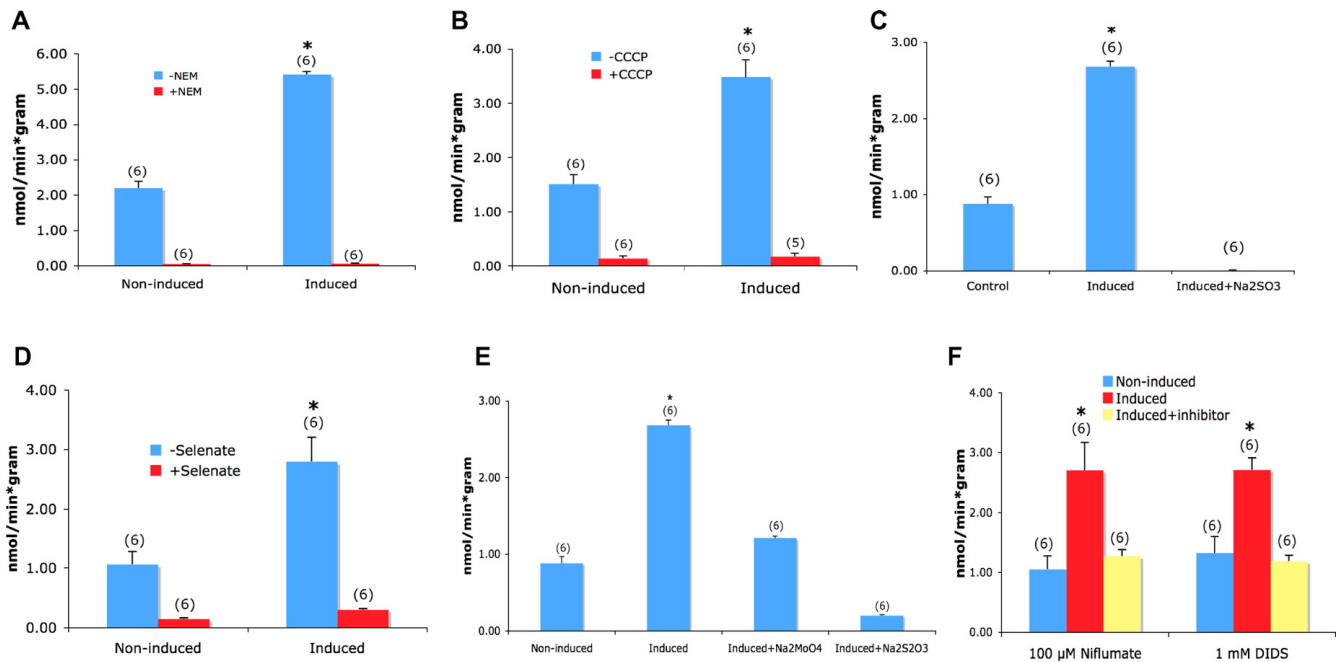 A
nmol/min*gram
6.00
5.00
4.00
3.00
2.00
1.00
0.00
-NEM
+NEM
*
(6)
(6)
(6)
(6)
Non-induced
Induced
B
nmol/min*gram
4.00
3.00
2.00
1.00
0.00
-CCCP
+CCCP
*
(6)
(6)
(6)
(5)
Non-induced
Induced
C
nmol/min*gram
3.00
2.00
1.00
0.00
*
(6)
(6)
(6)
Control
Induced
Induced+Na2SO3
D
nmol/min*gram
4.00
3.00
2.00
1.00
0.00
-Selenate
+Selenate
*
(6)
(6)
(6)
(6)
Non-induced
Induced
E
nmol/min*gram
3.00
2.00
1.00
0.00
*
(6)
(6)
(6)
(6)
Non-induced
Induced
Induced+Na2MoO4
Induced+Na2S2O3
F
nmol/min*gram
4.00
3.00
2.00
1.00
0.00
Non-induced
Induced
Induced+inhibitor
*
(6)
(6)
(6)
*
(6)
(6)
(6)
100 µM Niflumate
1 mM DIDS